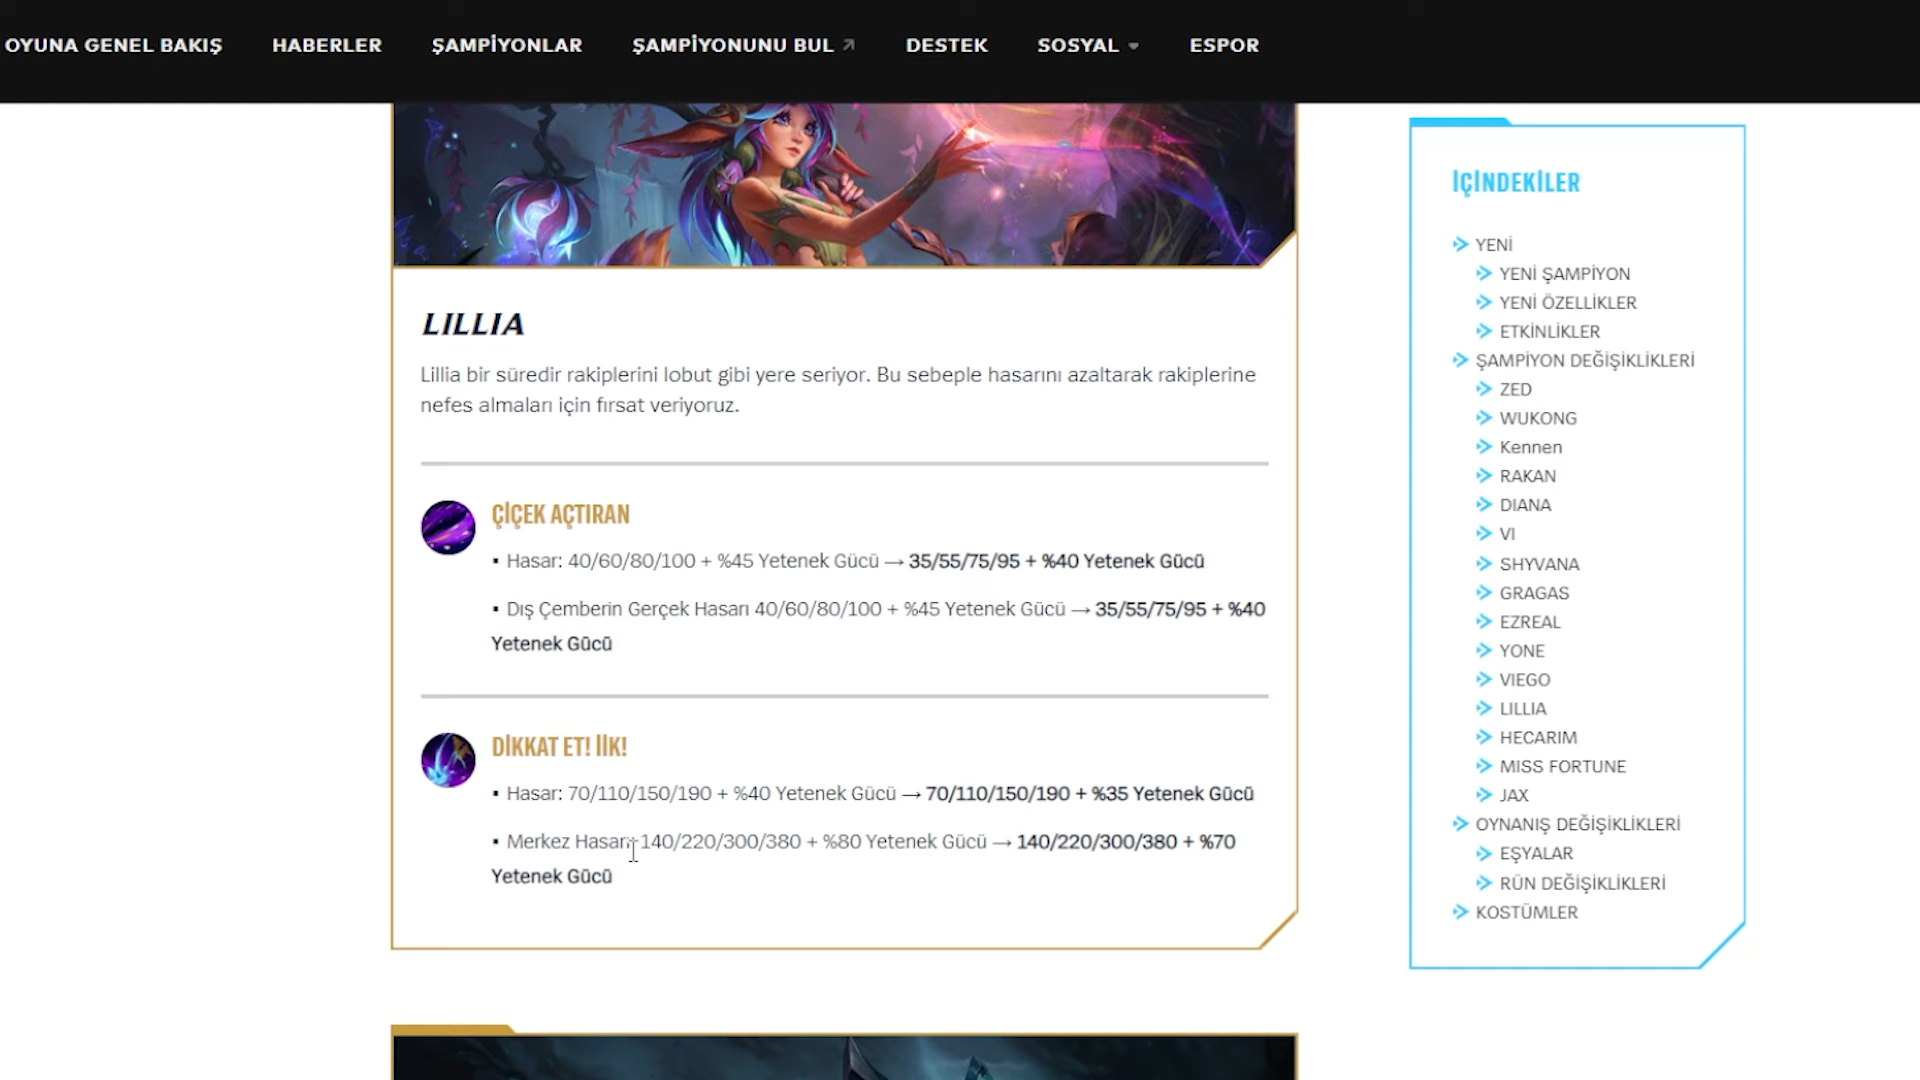 OYUNA GENEL BAKIŞ HABERLER ŞAMPİYONLAR ŞAMPİYONUNU BUL DESTEK SOSYAL ESPOR
LILLIA
Lillia bir süredir rakiplerini lobut gibi yere seriyor. Bu sebeple hasarını azaltarak rakiplerine
nefes almaları için fırsat veriyoruz.
ÇİÇEK AÇTIRAN
▪ Hasar: 40/60/80/100 + %45 Yetenek Gücü → 35/55/75/95 + %40 Yetenek Gücü
▪ Dış Çemberin Gerçek Hasarı 40/60/80/100 + %45 Yetenek Gücü → 35/55/75/95 + %40
Yetenek Gücü
DİKKAT ET! İİK!
▪ Hasar: 70/110/150/190 + %40 Yetenek Gücü → 70/110/150/190 + %35 Yetenek Gücü
▪ Merkez Hasarı: 140/220/300/380 + %80 Yetenek Gücü → 140/220/300/380 + %70
Yetenek Gücü
İÇİNDEKİLER
YENİ
YENİ ŞAMPİYON
YENİ ÖZELLİKLER
ETKİNLİKLER
ŞAMPİYON DEĞİŞİKLİKLERİ
ZED
WUKONG
Kennen
RAKAN
DIANA
VI
SHYVANA
GRAGAS
EZREAL
YONE
VIEGO
LILLIA
HECARIM
MISS FORTUNE
JAX
OYNANIŞ DEĞİŞİKLİKLERİ
EŞYALAR
RÜN DEĞİŞİKLİKLERİ
KOSTÜMLER